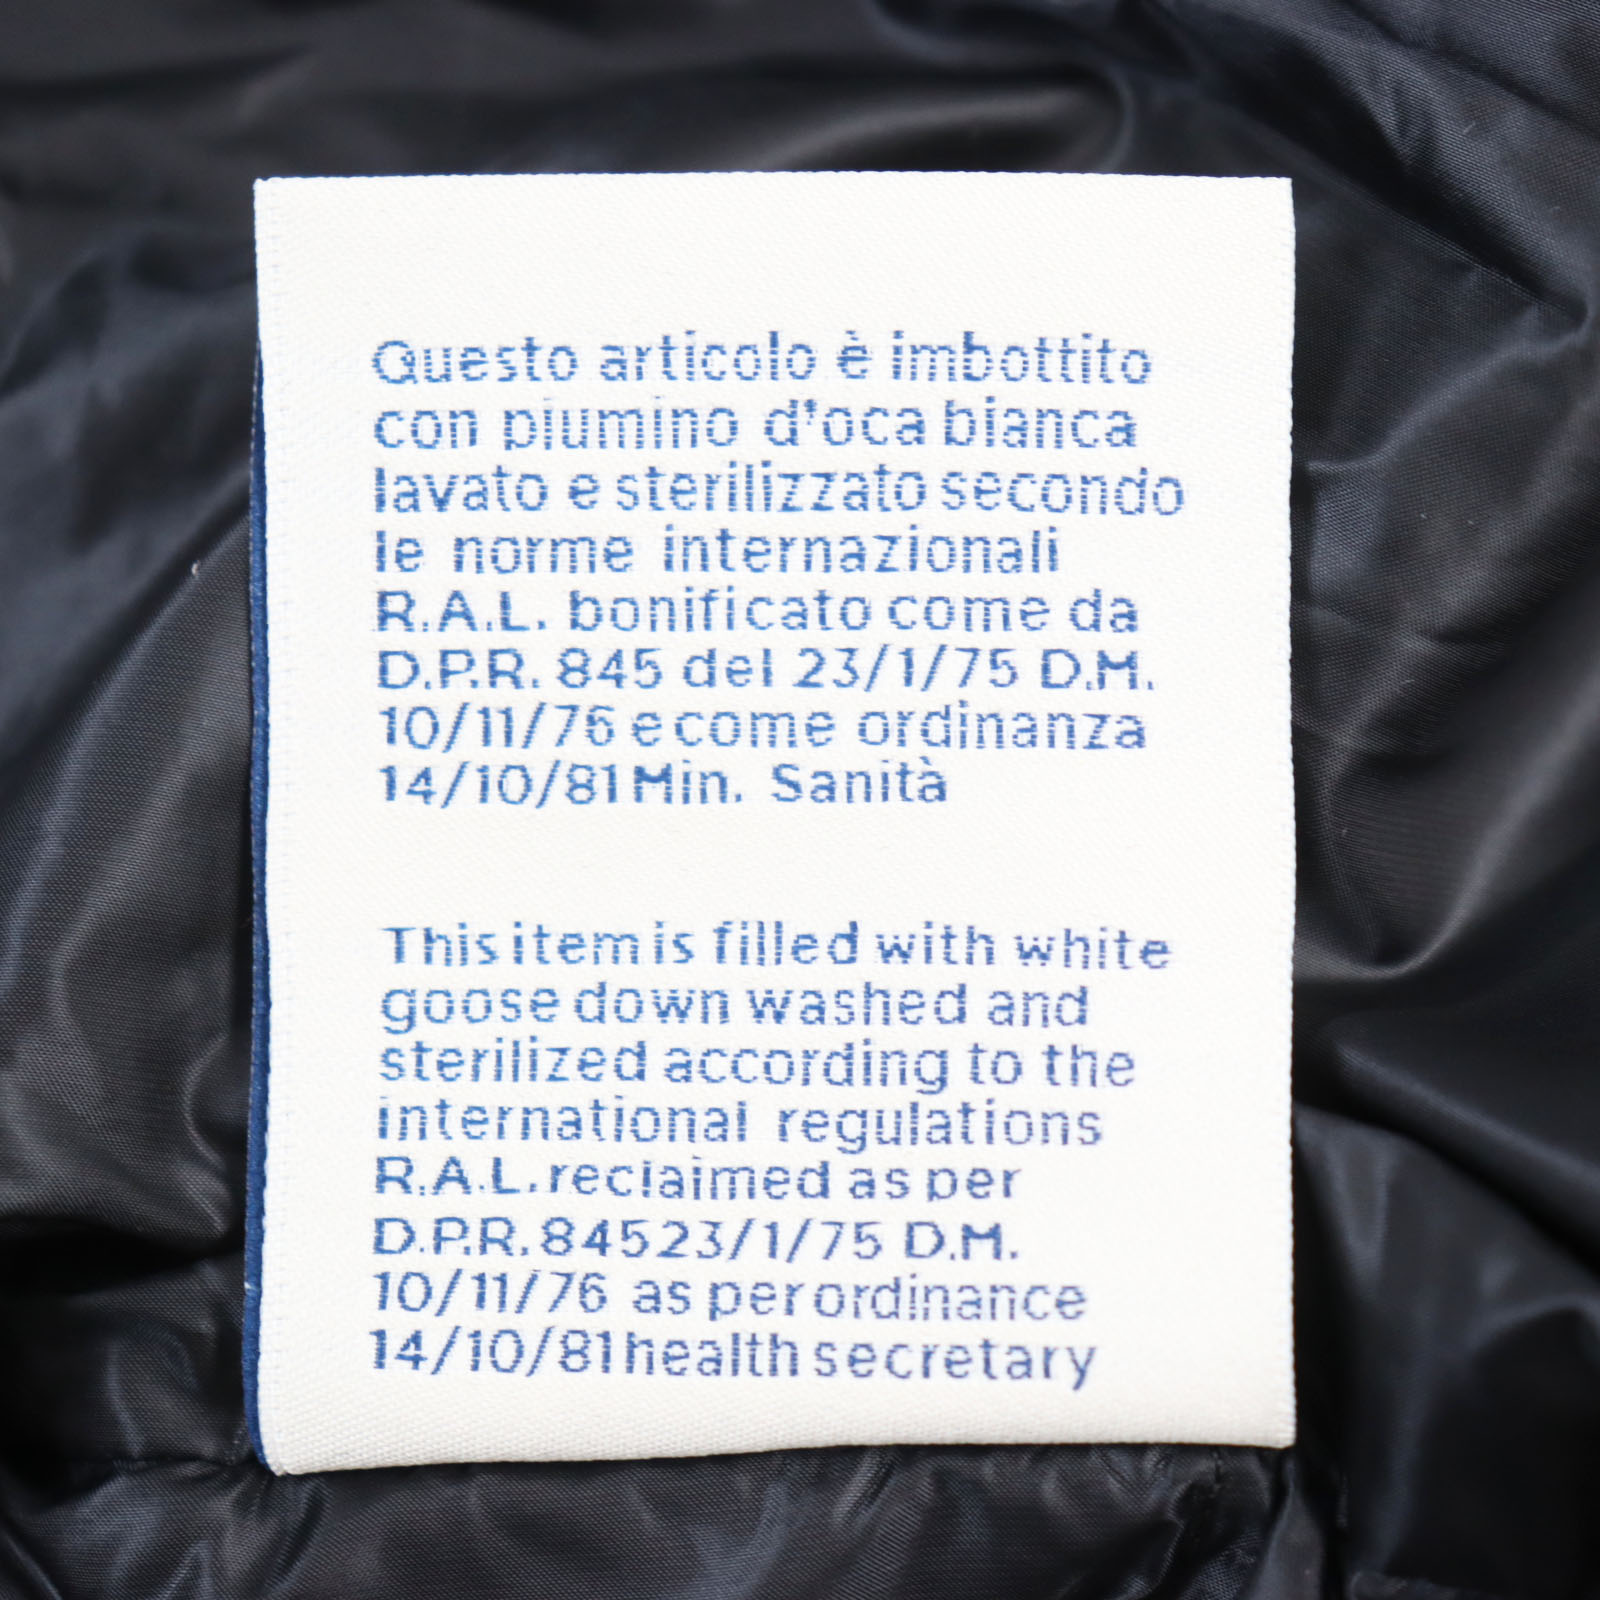 Questo articolo è imbottito
con piumino d'oca bianca
lavato e sterilizzato secondo
le norme internazionali
R.A.L. bonificato come da
D.P.R. 845 del 23/1/75 D.M.
10/11/76 e come ordinanza
14/10/81 Min. Sanità
This item is filled with white
goose down washed and
sterilized according to the
international regulations
R.A.L. reclaimed as per
D.P.R. 845 23/1/75 D.M.
10/11/76 as per ordinance
14/10/81 health secretary